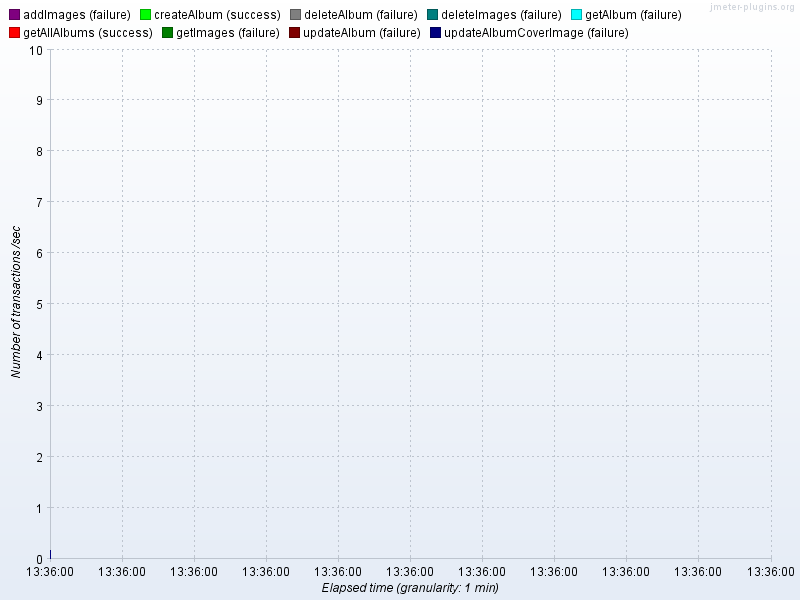 jmeter-plugins.org
addImages (failure) createAlbum (success) deleteAlbum (failure) deleteImages (failure) getAlbum (failure)
getAllAlbums (success) getImages (failure) updateAlbum (failure) updateAlbumCoverImage (failure)
10
9
8
7
6
5
4
3
2
1
0
Number of transactions /sec
13:36:00 13:36:00 13:36:00 13:36:00 13:36:00 13:36:00 13:36:00 13:36:00 13:36:00 13:36:00 13:36:00
Elapsed time (granularity: 1 min)